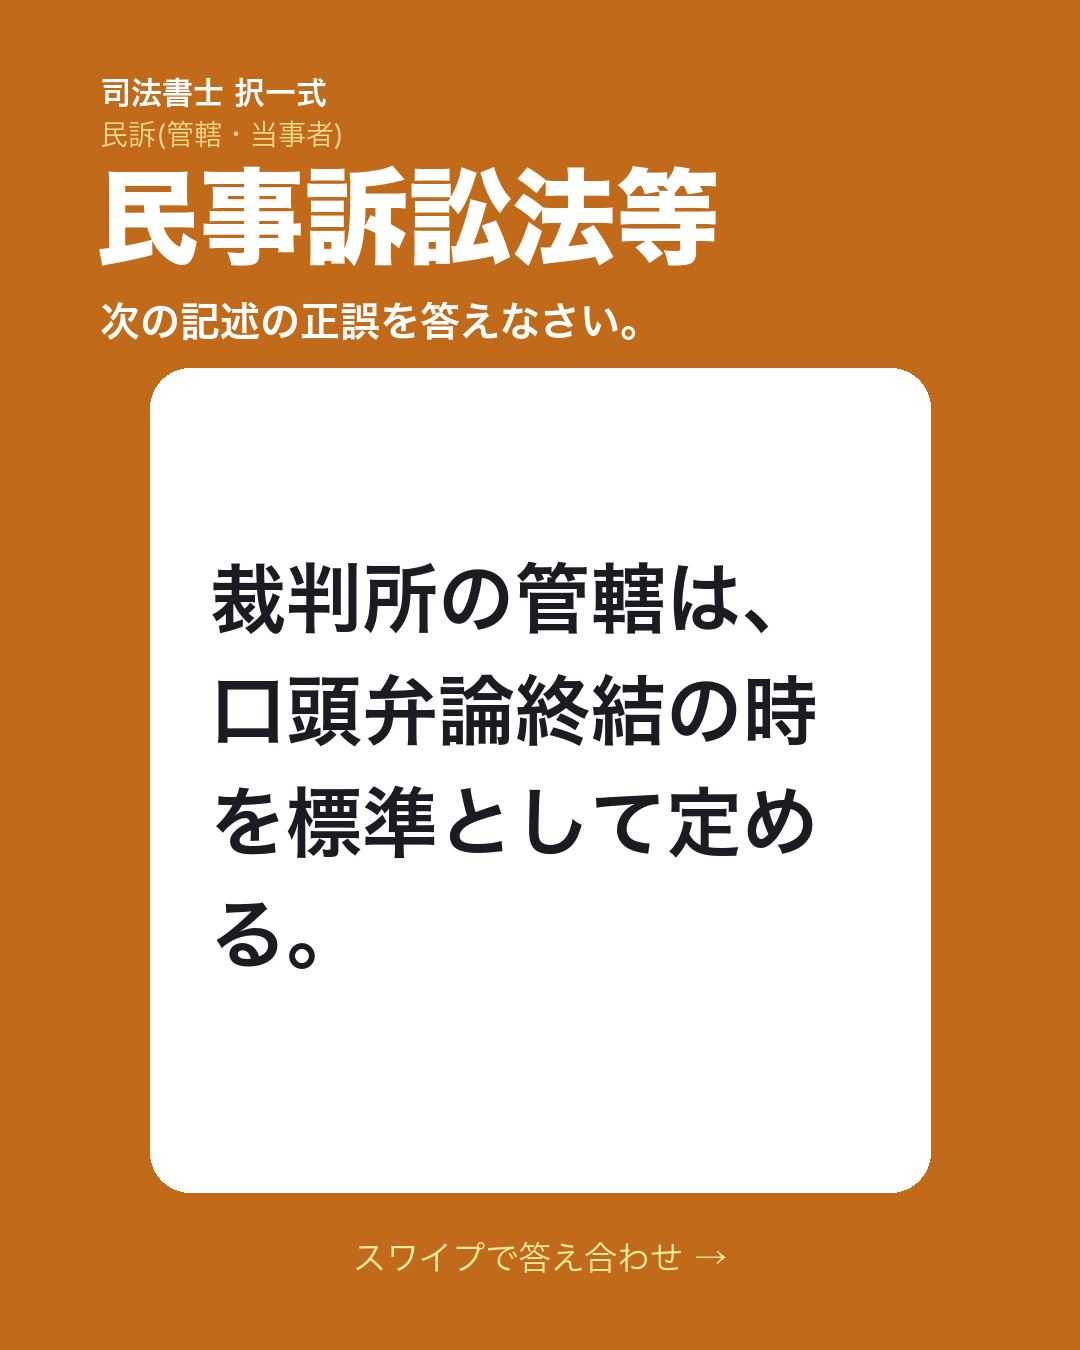 司法書士 択一式
民訴(管轄・当事者)
民事訴訟法等
次の記述の正誤を答えなさい。
裁判所の管轄は、
口頭弁論終結の時
を標準として定め
る。
スワイプで答え合わせ →